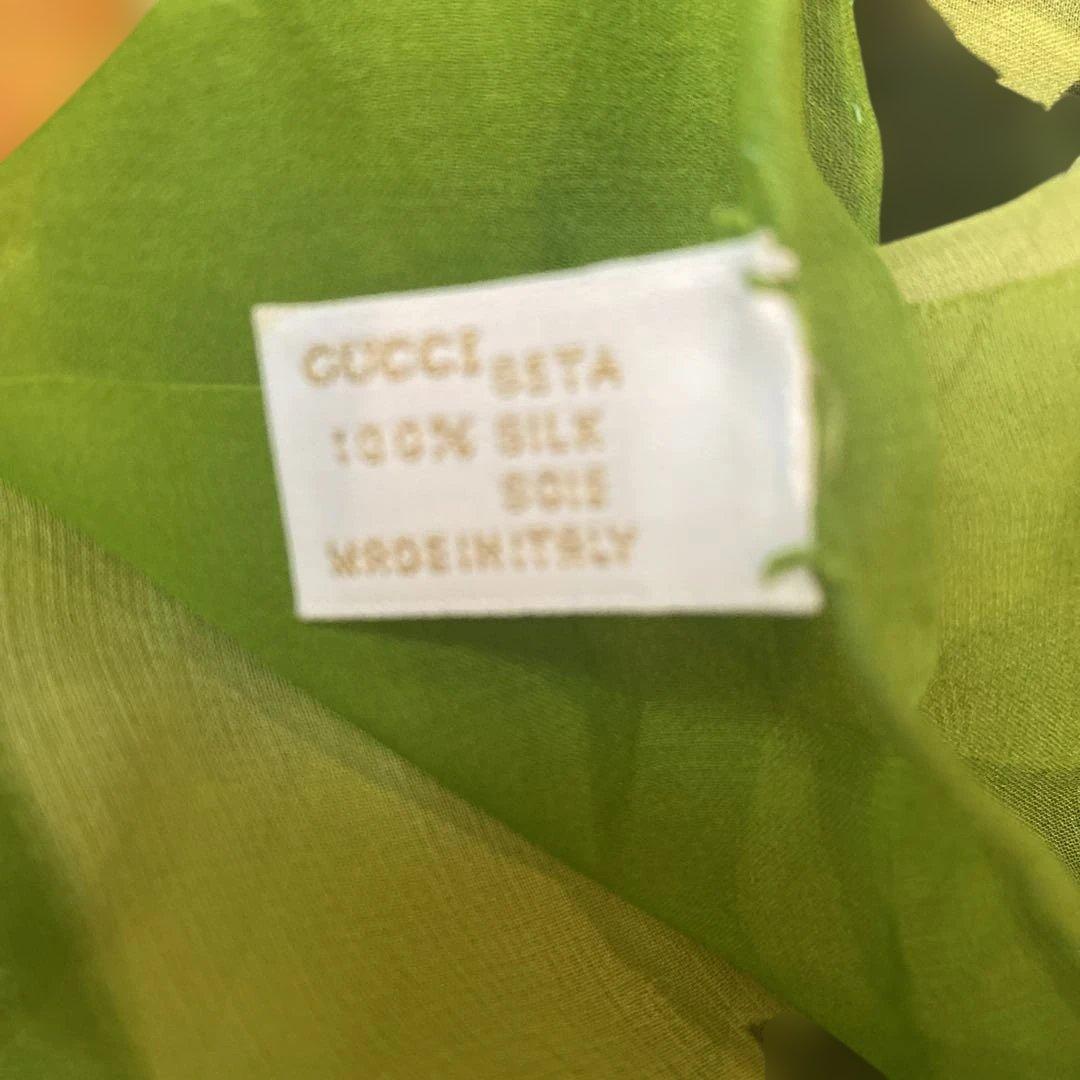 GUCCI SETA
100% SILK
SOIE
MADE IN ITALY